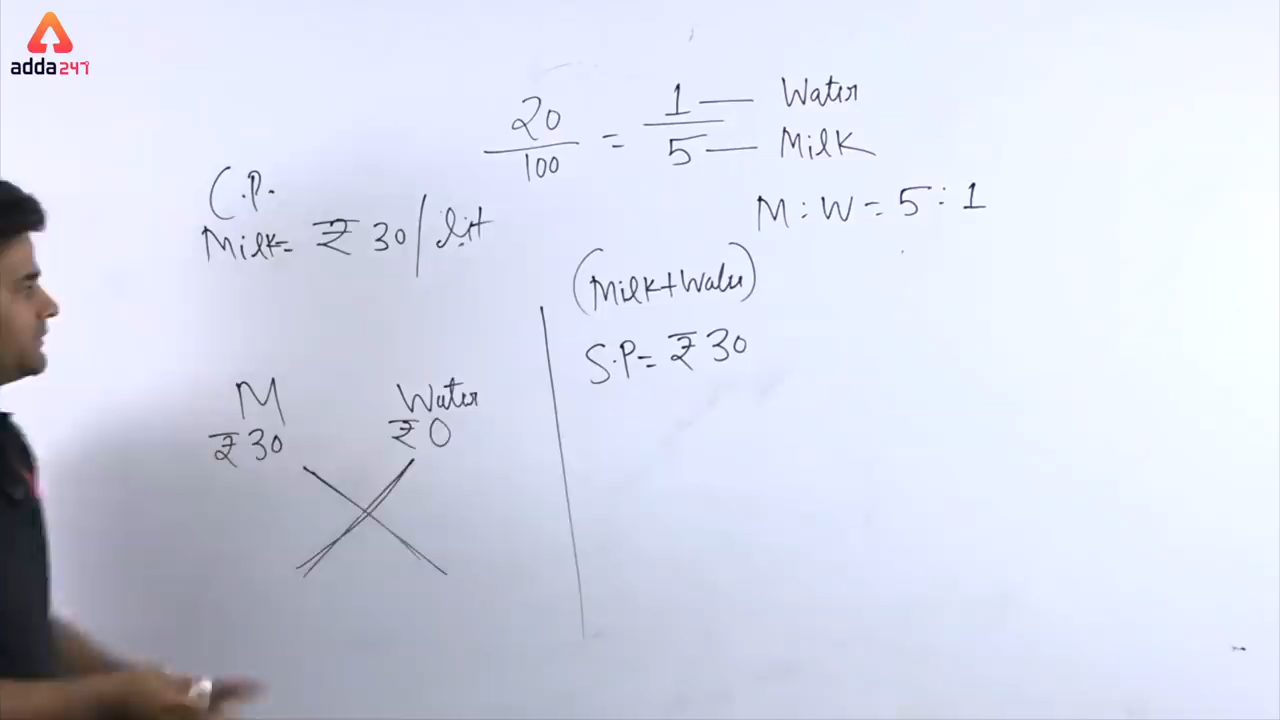 adda247
20/100 = 1/5
Water
Milk
M : W = 5 : 1
C.P.
Milk = ₹ 30 / lit
(Milk+Water)
S.P = ₹ 30
M Water
₹ 30 ₹ 0